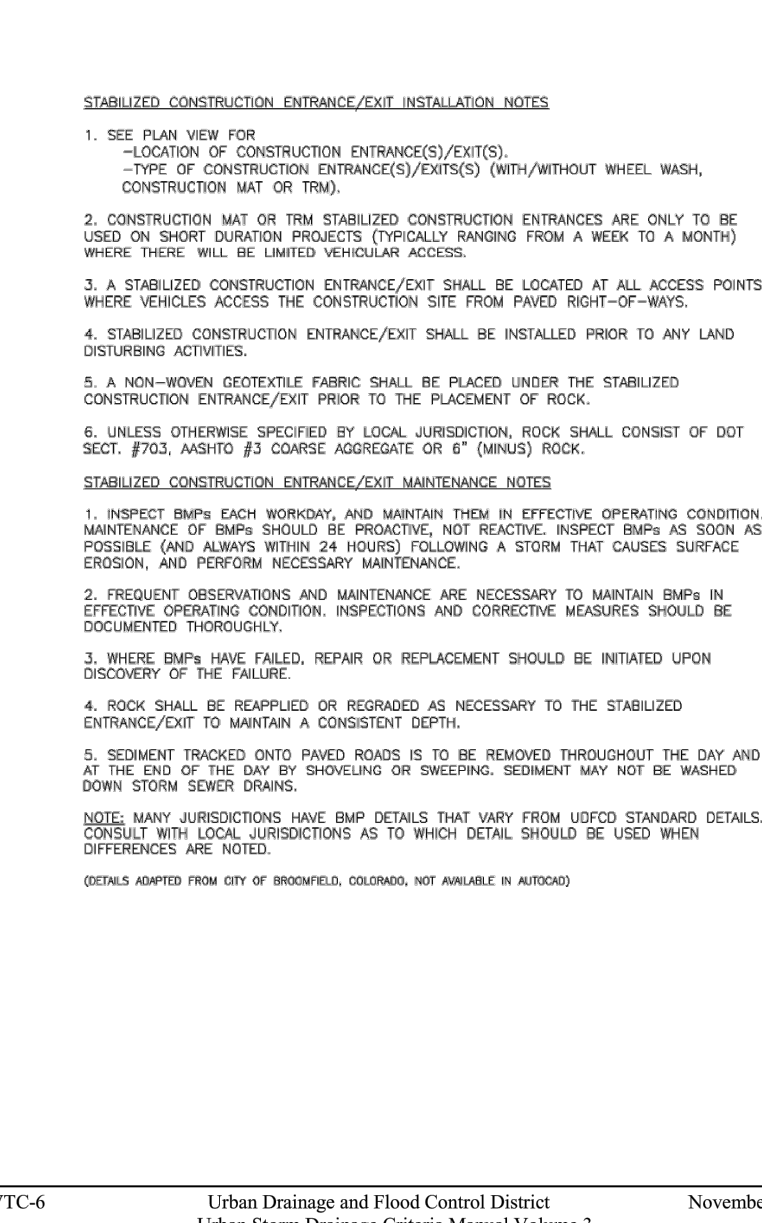 STABILIZED CONSTRUCTION ENTRANCE/EXIT INSTALLATION NOTES
1. SEE PLAN VIEW FOR
-LOCATION OF CONSTRUCTION ENTRANCE(S)/EXIT(S).
-TYPE OF CONSTRUCTION ENTRANCE(S)/EXITS(S) (WITH/WITHOUT WHEEL WASH,
CONSTRUCTION MAT OR TRM).
2. CONSTRUCTION MAT OR TRM STABILIZED CONSTRUCTION ENTRANCES ARE ONLY TO BE
USED ON SHORT DURATION PROJECTS (TYPICALLY RANGING FROM A WEEK TO A MONTH)
WHERE THERE WILL BE LIMITED VEHICULAR ACCESS.
3. A STABILIZED CONSTRUCTION ENTRANCE/EXIT SHALL BE LOCATED AT ALL ACCESS POINTS
WHERE VEHICLES ACCESS THE CONSTRUCTION SITE FROM PAVED RIGHT-OF-WAYS.
4. STABILIZED CONSTRUCTION ENTRANCE/EXIT SHALL BE INSTALLED PRIOR TO ANY LAND
DISTURBING ACTIVITIES.
5. A NON-WOVEN GEOTEXTILE FABRIC SHALL BE PLACED UNDER THE STABILIZED
CONSTRUCTION ENTRANCE/EXIT PRIOR TO THE PLACEMENT OF ROCK.
6. UNLESS OTHERWISE SPECIFIED BY LOCAL JURISDICTION, ROCK SHALL CONSIST OF DOT
SECT. #703, AASHTO #3 COARSE AGGREGATE OR 6" (MINUS) ROCK.
STABILIZED CONSTRUCTION ENTRANCE/EXIT MAINTENANCE NOTES
1. INSPECT BMPs EACH WORKDAY, AND MAINTAIN THEM IN EFFECTIVE OPERATING CONDITION.
MAINTENANCE OF BMPs SHOULD BE PROACTIVE, NOT REACTIVE. INSPECT BMPs AS SOON AS
POSSIBLE (AND ALWAYS WITHIN 24 HOURS) FOLLOWING A STORM THAT CAUSES SURFACE
EROSION, AND PERFORM NECESSARY MAINTENANCE.
2. FREQUENT OBSERVATIONS AND MAINTENANCE ARE NECESSARY TO MAINTAIN BMPs IN
EFFECTIVE OPERATING CONDITION. INSPECTIONS AND CORRECTIVE MEASURES SHOULD BE
DOCUMENTED THOROUGHLY.
3. WHERE BMPs HAVE FAILED, REPAIR OR REPLACEMENT SHOULD BE INITIATED UPON
DISCOVERY OF THE FAILURE.
4. ROCK SHALL BE REAPPLIED OR REGRADED AS NECESSARY TO THE STABILIZED
ENTRANCE/EXIT TO MAINTAIN A CONSISTENT DEPTH.
5. SEDIMENT TRACKED ONTO PAVED ROADS IS TO BE REMOVED THROUGHOUT THE DAY AND
AT THE END OF THE DAY BY SHOVELING OR SWEEPING. SEDIMENT MAY NOT BE WASHED
DOWN STORM SEWER DRAINS.
NOTE: MANY JURISDICTIONS HAVE BMP DETAILS THAT VARY FROM UDFCD STANDARD DETAILS.
CONSULT WITH LOCAL JURISDICTIONS AS TO WHICH DETAIL SHOULD BE USED WHEN
DIFFERENCES ARE NOTED.
(DETAILS ADAPTED FROM CITY OF BROOMFIELD, COLORADO, NOT AVAILABLE IN AUTOCAD)
TC-6 Urban Drainage and Flood Control District Novembe
Urban Storm Drainage Criteria Manual Volume 3